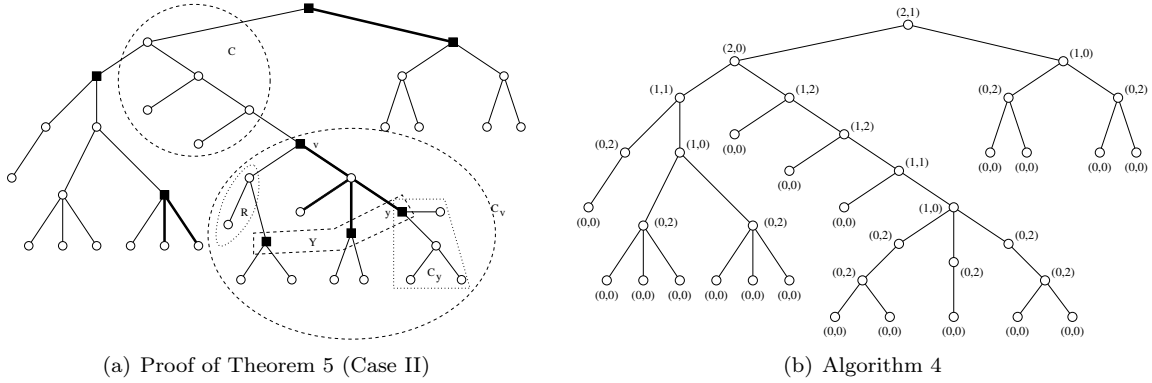 C
v
R
y
C_v
Y
C_y
(a) Proof of Theorem 5 (Case II)
(2,1)
(2,0)
(1,0)
(1,1)
(1,2)
(0,2)
(0,2)
(0,0)
(1,2)
(0,2)
(1,0)
(0,0) (0,0) (0,0) (0,0)
(0,0)
(1,1)
(0,0)
(0,0)
(1,0)
(0,2)
(0,2)
(0,2)
(0,2)
(0,2)
(0,2)
(0,2)
(0,0) (0,0) (0,0) (0,0) (0,0) (0,0)
(0,0) (0,0) (0,0) (0,0) (0,0)
(b) Algorithm 4